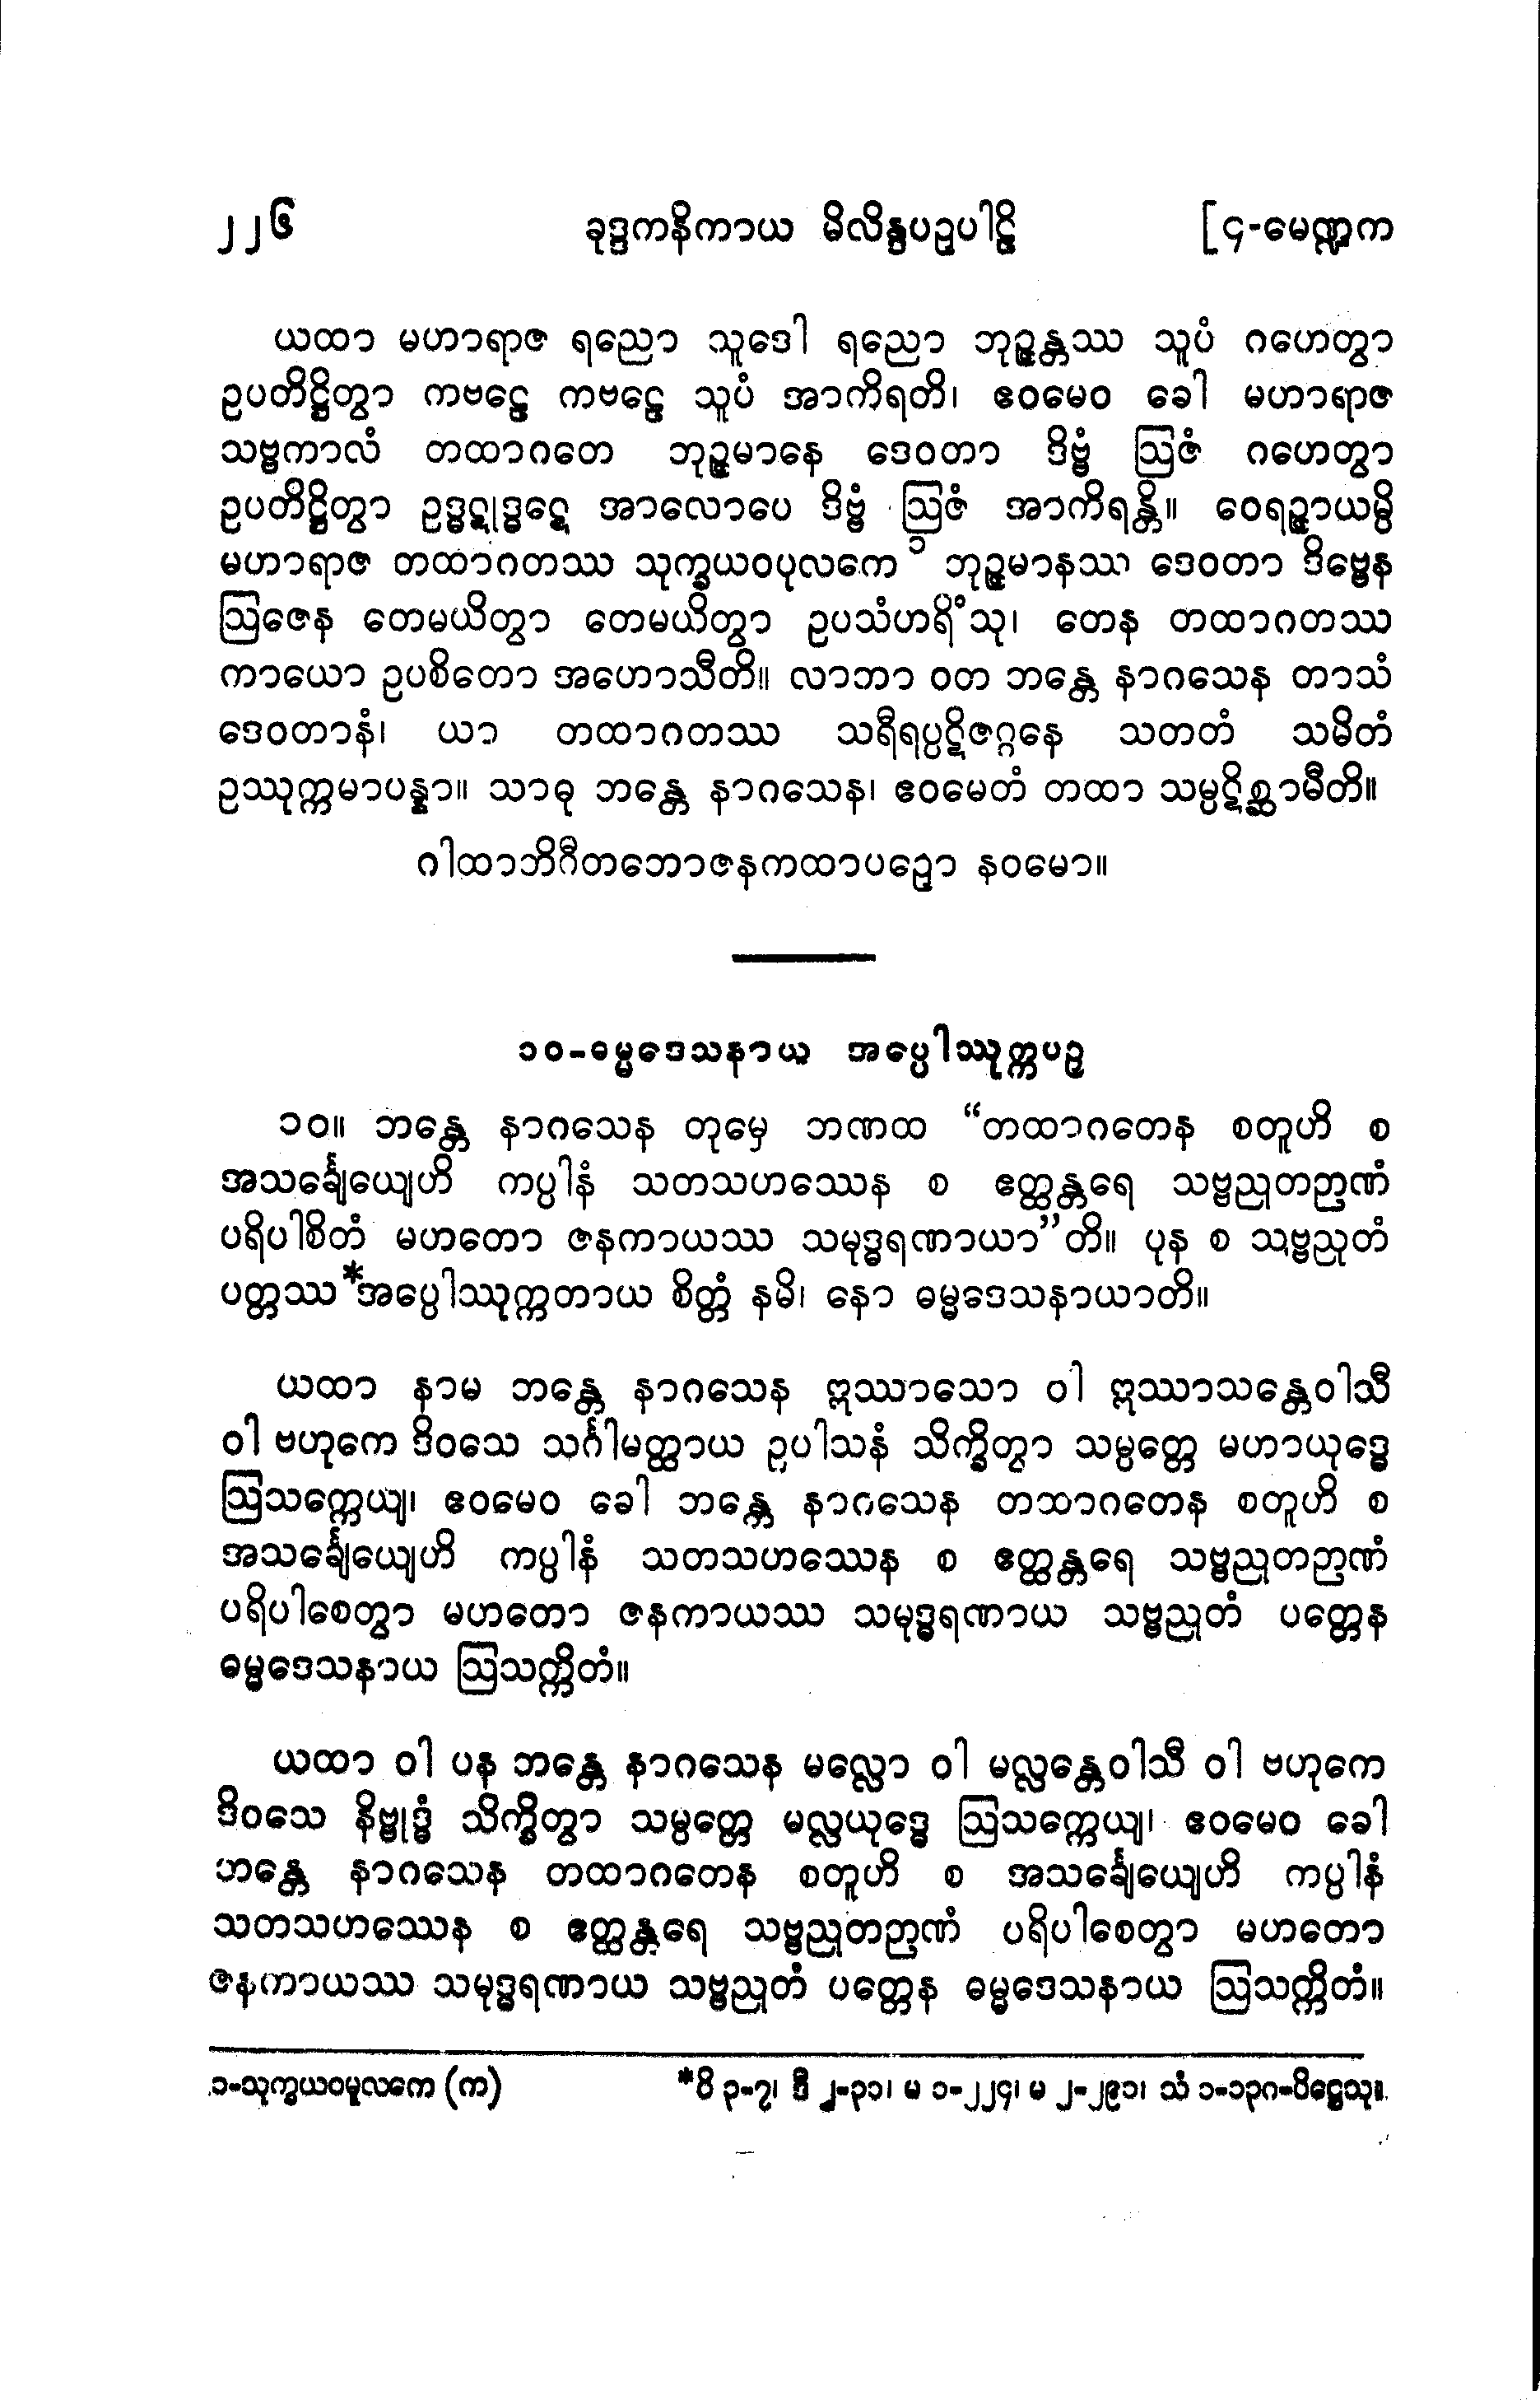 ၂၂၆ ခုဒ္ဒကနိကာယ မိလိန္ဒပဉှပါဠိ [၄-မေဏ္ဍက
ယထာ မဟာရာဇ ရညော သူဒေါ ရညော ဘုဉ္ဇန္တဿ သူပံ ဂဟေတွာ
ဥပတိဋ္ဌိတွာ ကဗဠေ ကဗဠေ သူပံ အာကိရတိ၊ ဧဝမေဝ ခေါ မဟာရာဇ
သဗ္ဗကာလံ တထာဂတေ ဘုဉ္ဇမာနေ ဒေဝတာ ဒိဗ္ဗံ ဩဇံ ဂဟေတွာ
ဥပတိဋ္ဌိတွာ ဥဒ္ဓဋုဒ္ဓဋေ အာလောပေ ဒိဗ္ဗံ ဩဇံ အာကိရန္တိ။ ဝေရဉ္ဇာယမ္ပိ
မဟာရာဇ တထာဂတဿ သုက္ခယဝပုလကေ ၁ ဘုဉ္ဇမာနဿ ဒေဝတာ ဒိဗ္ဗေန
ဩဇေန တေမယိတွာ တေမယိတွာ ဥပသံဟရိံသု၊ တေန တထာဂတဿ
ကာယော ဥပစိတော အဟောသီတိ။ လာဘာ ဝတ ဘန္တေ နာဂသေန တာသံ
ဒေဝတာနံ၊ ယာ တထာဂတဿ သရီရပ္ပဋိဇဂ္ဂနေ သတတံ သမိတံ
ဥဿုက္ကမာပန္နာ။ သာဓု ဘန္တေ နာဂသေန၊ ဧဝမေတံ တထာ သမ္ပဋိစ္ဆာမီတိ။
ဂါထာဘိဂီတဘောဇနကထာပဉှော နဝမော။
၁၀-ဓမ္မဒေသနာယ အပ္ပေါဿုက္ကပဉှ
၁၀။ ဘန္တေ နာဂသေန တုမှေ ဘဏထ “တထာဂတေန စတူဟိ စ
အသင်္ချေယျေဟိ ကပ္ပါနံ သတသဟဿေန စ ဧတ္ထန္တရေ သဗ္ဗညုတဉာဏံ
ပရိပါစိတံ မဟတော ဇနကာယဿ သမုဒ္ဓရဏာယာ”တိ။ ပုန စ သဗ္ဗညုတံ
ပတ္တဿ *အပ္ပေါဿုက္ကတာယ စိတ္တံ နမိ၊ နော ဓမ္မဒေသနာယာတိ။
ယထာ နာမ ဘန္တေ နာဂသေန ဣဿာသော ဝါ ဣဿာသန္တေဝါသီ
ဝါ ဗဟုကေ ဒိဝသေ သင်္ဂါမတ္ထာယ ဥပါသနံ သိက္ခိတွာ သမ္ပတ္တေ မဟာယုဒ္ဓေ
ဩသက္ကေယျ၊ ဧဝမေဝ ခေါ ဘန္တေ နာဂသေန တထာဂတေန စတူဟိ စ
အသင်္ချေယျေဟိ ကပ္ပါနံ သတသဟဿေန စ ဧတ္ထန္တရေ သဗ္ဗညုတဉာဏံ
ပရိပါစေတွာ မဟတော ဇနကာယဿ သမုဒ္ဓရဏာယ သဗ္ဗညုတံ ပတ္တေန
ဓမ္မဒေသနာယ ဩသက္ကိတံ။
ယထာ ဝါ ပန ဘန္တေ နာဂသေန မလ္လော ဝါ မလ္လန္တေဝါသီ ဝါ ဗဟုကေ
ဒိဝသေ နိဗ္ဗုဒ္ဓံ သိက္ခိတွာ သမ္ပတ္တေ မလ္လယုဒ္ဓေ ဩသက္ကေယျ၊ ဧဝမေဝ ခေါ
ဘန္တေ နာဂသေန တထာဂတေန စတူဟိ စ အသင်္ချေယျေဟိ ကပ္ပါနံ
သတသဟဿေန စ ဧတ္ထန္တရေ သဗ္ဗညုတဉာဏံ ပရိပါစေတွာ မဟတော
ဇနကာယဿ သမုဒ္ဓရဏာယ သဗ္ဗညုတံ ပတ္တေန ဓမ္မဒေသနာယ ဩသက္ကိတံ။
၁-သုက္ခယဝမူလကေ (က) *ဝိ ၃-၇၊ ဒီ ၂-၃၁၊ မ ၁-၂၂၄၊ မ ၂-၂၉၁၊ သံ ၁-၁၃၈-ပိဋ္ဌေသု။